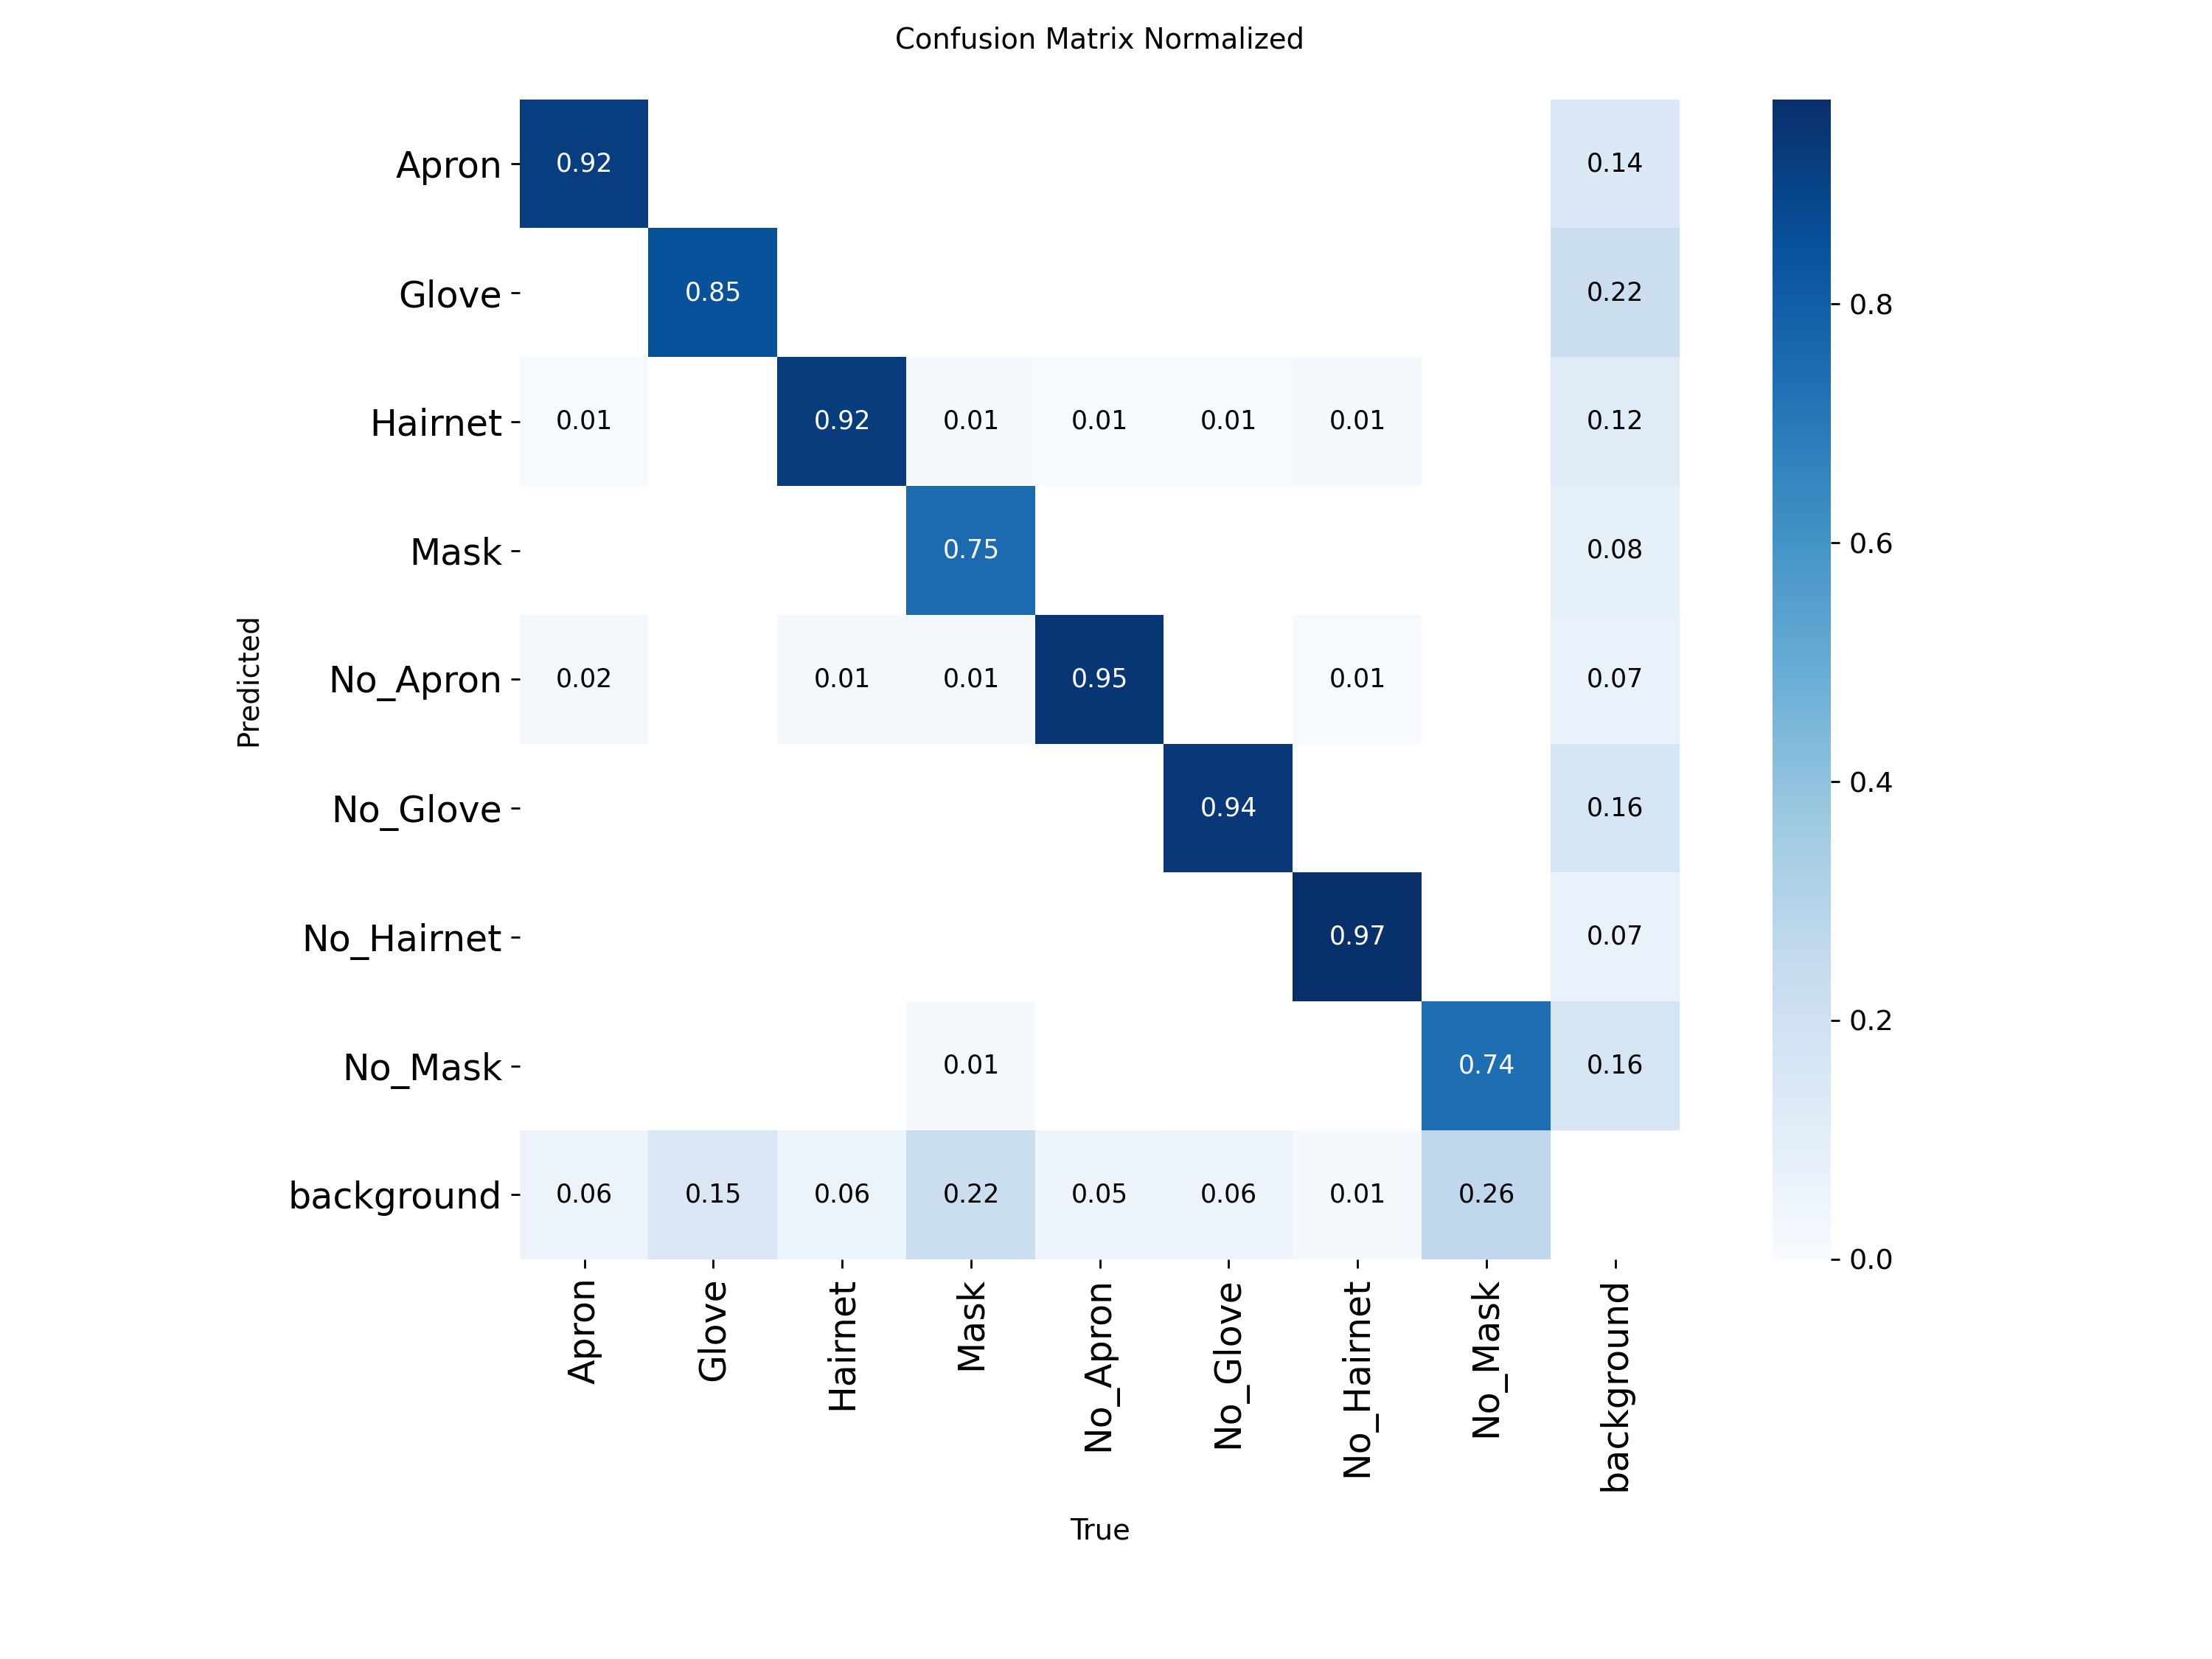 Confusion Matrix Normalized
Apron 0.92 0.14
Glove 0.85 0.22
Hairnet 0.01 0.92 0.01 0.01 0.01 0.01 0.12
Mask 0.75 0.08
No_Apron 0.02 0.01 0.01 0.95 0.01 0.07
No_Glove 0.94 0.16
No_Hairnet 0.97 0.07
No_Mask 0.01 0.74 0.16
background 0.06 0.15 0.06 0.22 0.05 0.06 0.01 0.26
Predicted
Apron
Glove
Hairnet
Mask
No_Apron
No_Glove
No_Hairnet
No_Mask
background
True
0.8
0.6
0.4
0.2
0.0